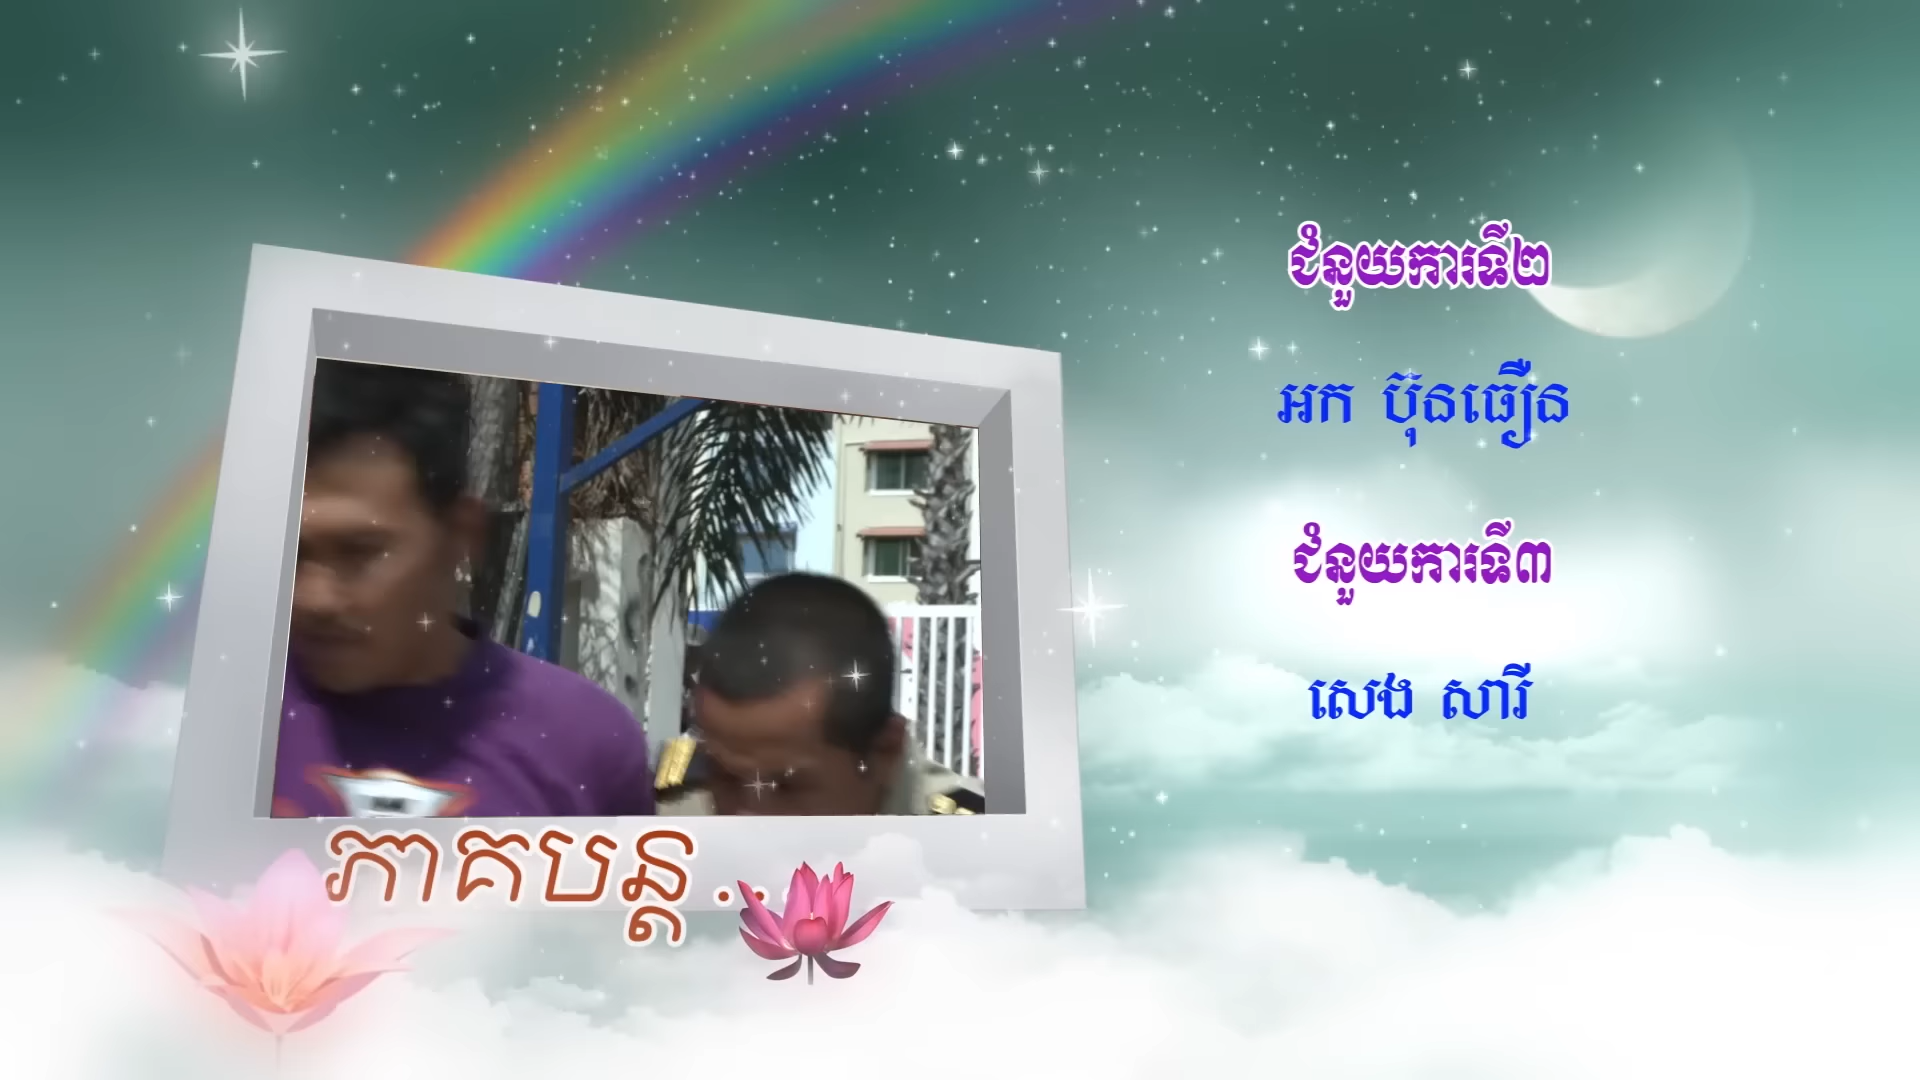 ជំនួយការទី២
អក ប៊ុនធឿន
ជំនួយការទី៣
សេង សារី
ភាគបន្ត...